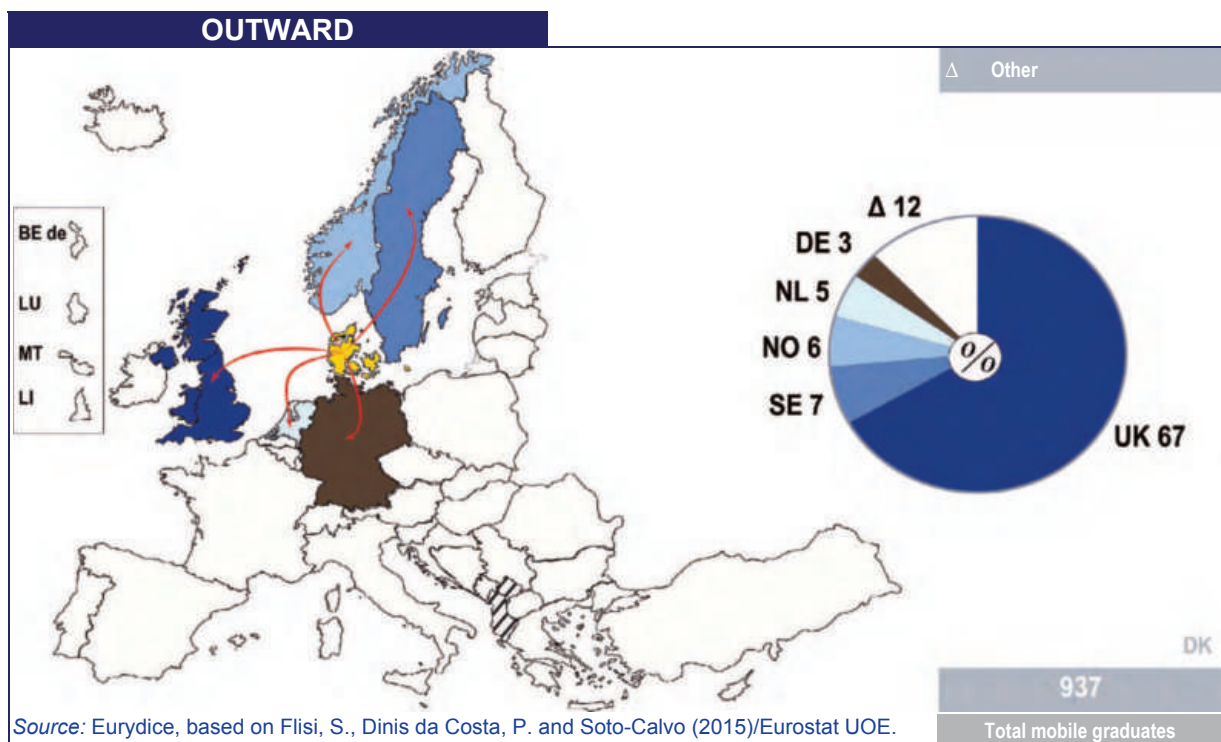 OUTWARD
Δ Other
BE de
LU
MT
LI
Δ 12
DE 3
NL 5
NO 6
SE 7
%
UK 67
DK
937
Total mobile graduates
Source: Eurydice, based on Flisi, S., Dinis da Costa, P. and Soto-Calvo (2015)/Eurostat UOE.